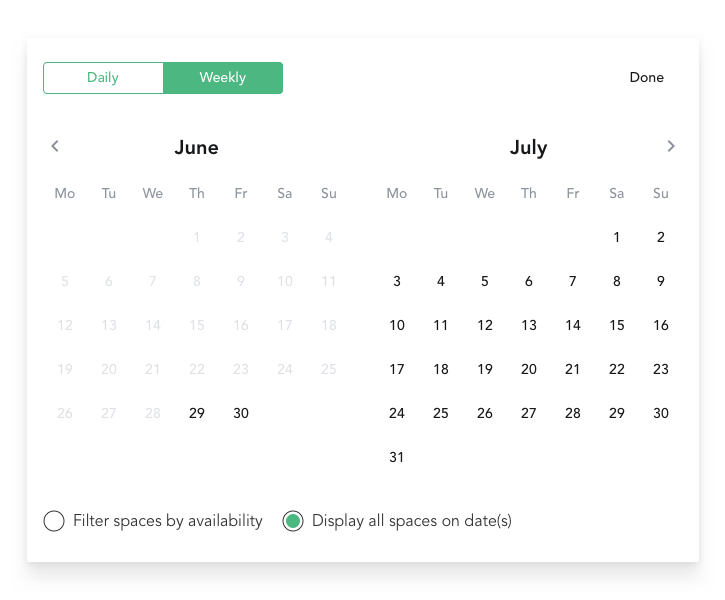 Daily Weekly Done
June July
Mo Tu We Th Fr Sa Su Mo Tu We Th Fr Sa Su
1 2 3 4 1 2
5 6 7 8 9 10 11 3 4 5 6 7 8 9
12 13 14 15 16 17 18 10 11 12 13 14 15 16
19 20 21 22 23 24 25 17 18 19 20 21 22 23
26 27 28 29 30 24 25 26 27 28 29 30
31
Filter spaces by availability Display all spaces on date(s)